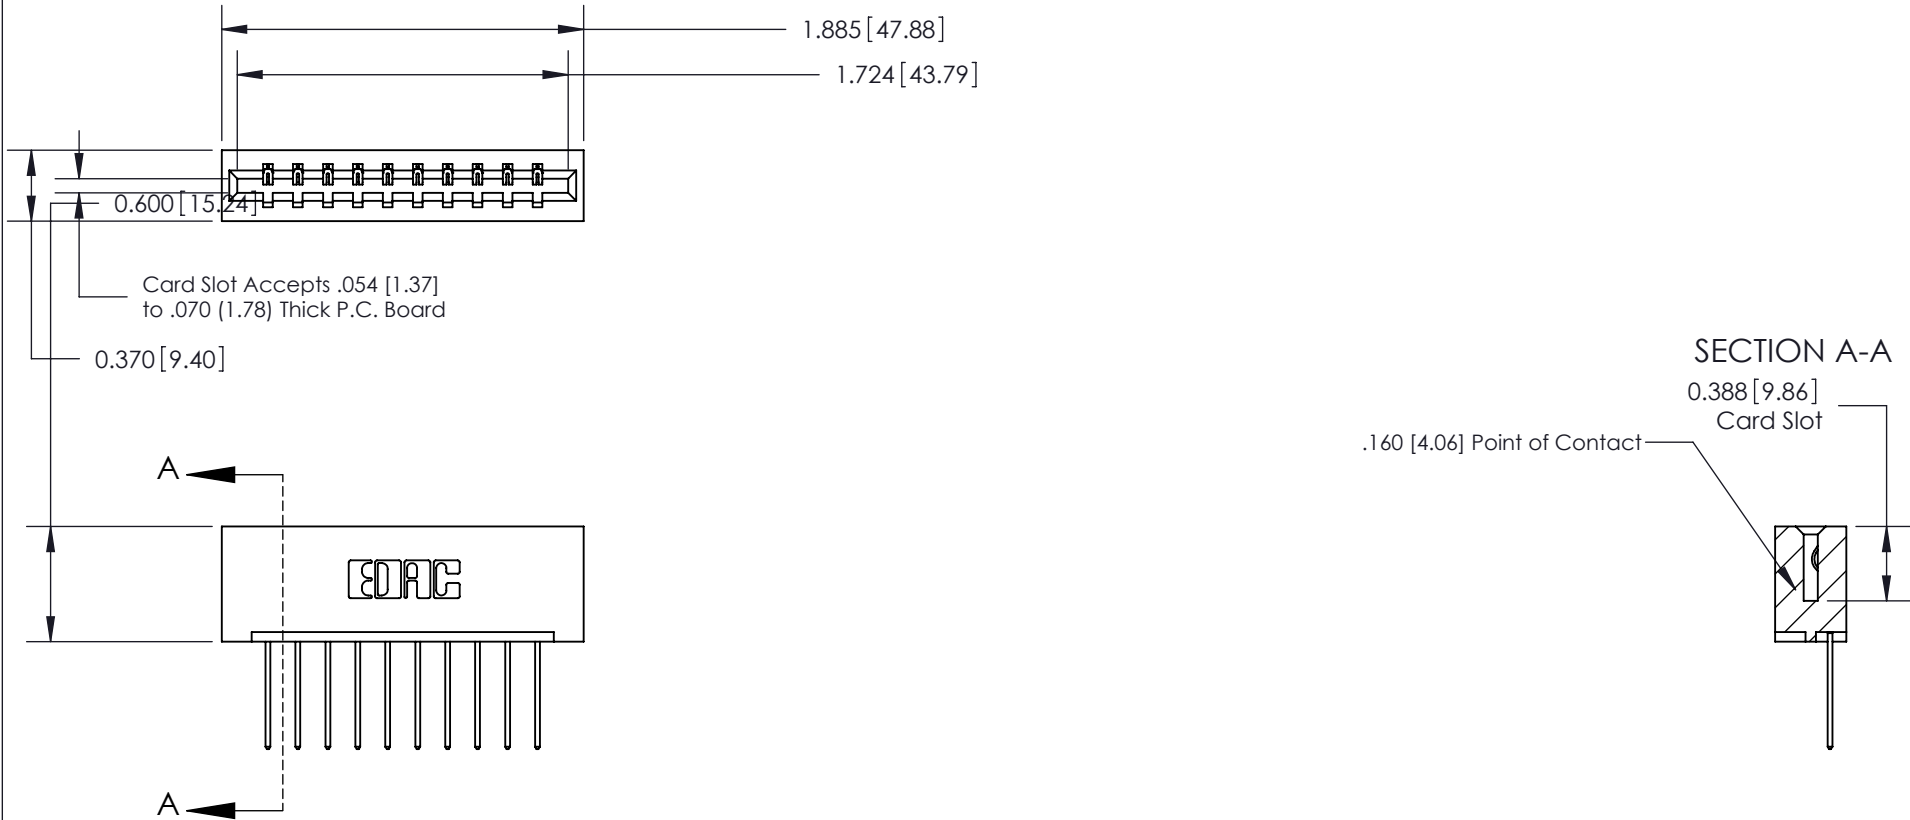 1.885[47.88]
1.724[43.79]
0.600[15.24]
Card Slot Accepts .054 [1.37]
to .070 (1.78) Thick P.C. Board
0.370[9.40]
SECTION A-A
0.388[9.86]
Card Slot
.160 [4.06] Point of Contact
A
EDAC
A